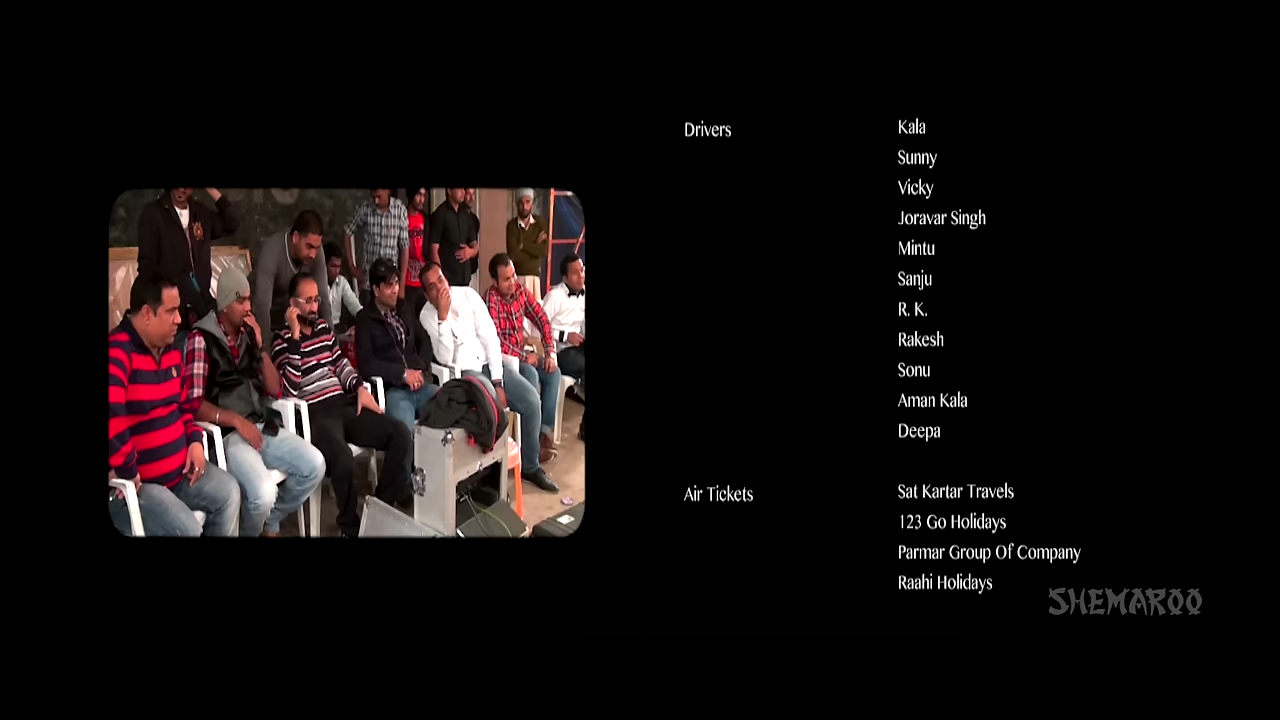 Drivers
Kala
Sunny
Vicky
Joravar Singh
Mintu
Sanju
R. K.
Rakesh
Sonu
Aman Kala
Deepa
Air Tickets
Sat Kartar Travels
123 Go Holidays
Parmar Group Of Company
Raahi Holidays
SHEMAROO